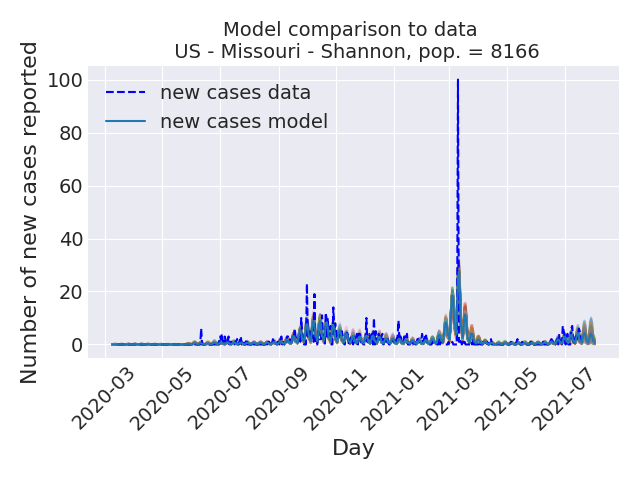 Model comparison to data
US - Missouri - Shannon, pop. = 8166
new cases data
new cases model
Number of new cases reported
100
80
60
40
20
0
2020-03
2020-05
2020-07
2020-09
2020-11
2021-01
2021-03
2021-05
2021-07
Day